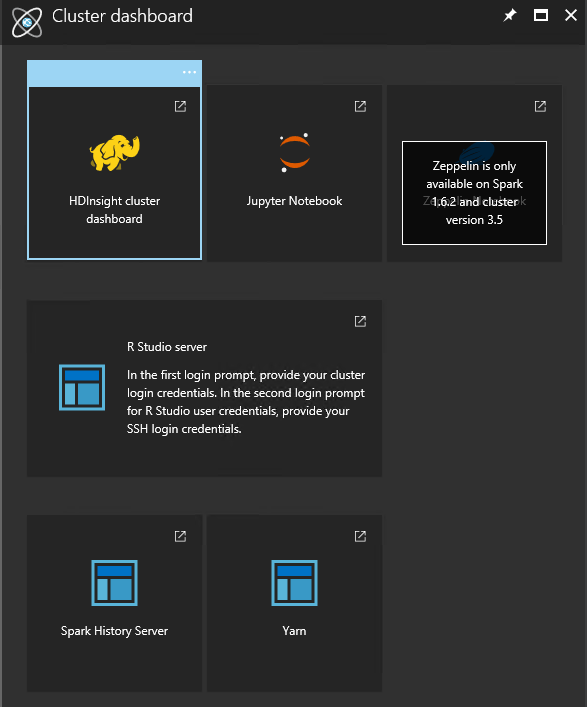 Cluster dashboard
HDInsight cluster
dashboard
Jupyter Notebook
Zeppelin is only
available on Spark
1.6.2 and cluster
version 3.5
R Studio server
In the first login prompt, provide your cluster
login credentials. In the second login prompt
for R Studio user credentials, provide your
SSH login credentials.
Spark History Server
Yarn